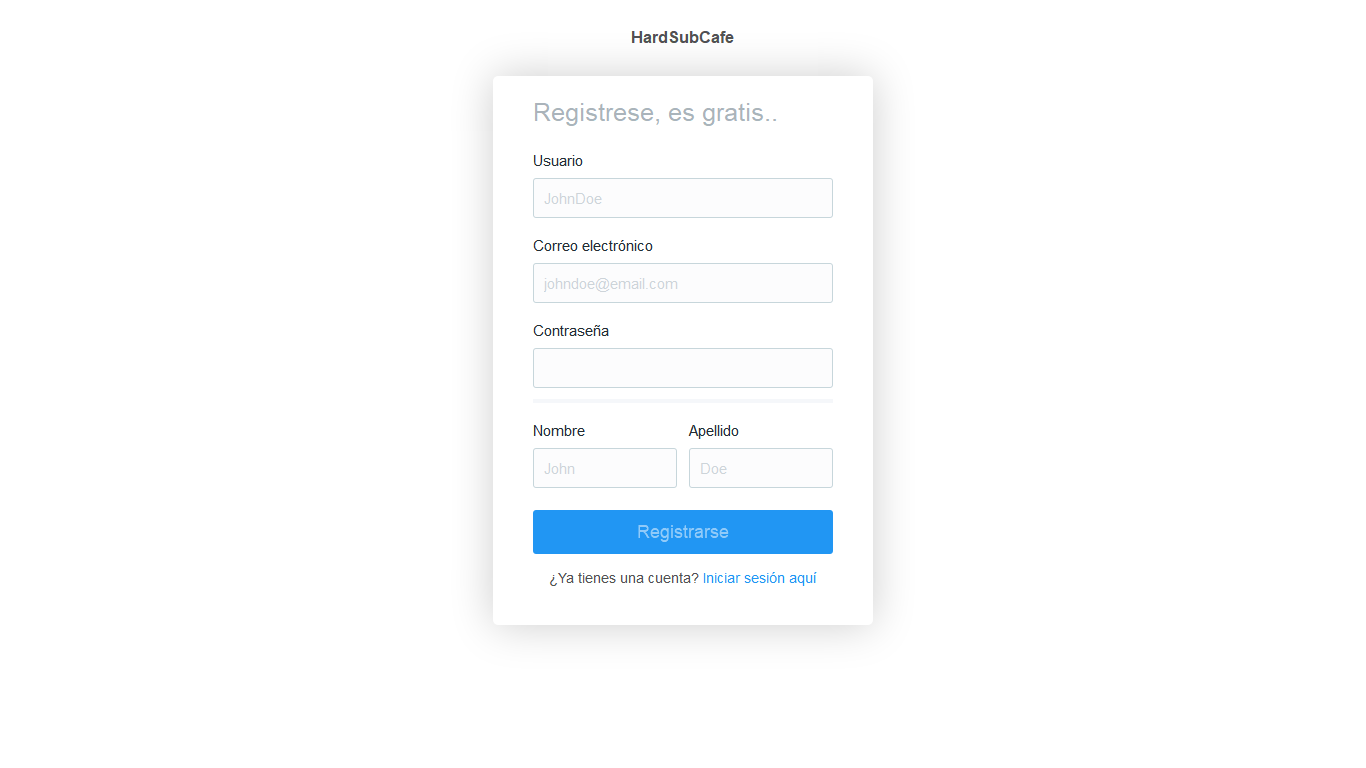 HardSubCafe
Registrese, es gratis..
Usuario
JohnDoe
Correo electrónico
johndoe@email.com
Contraseña
Nombre Apellido
John Doe
Registrarse
¿Ya tienes una cuenta? Iniciar sesión aquí